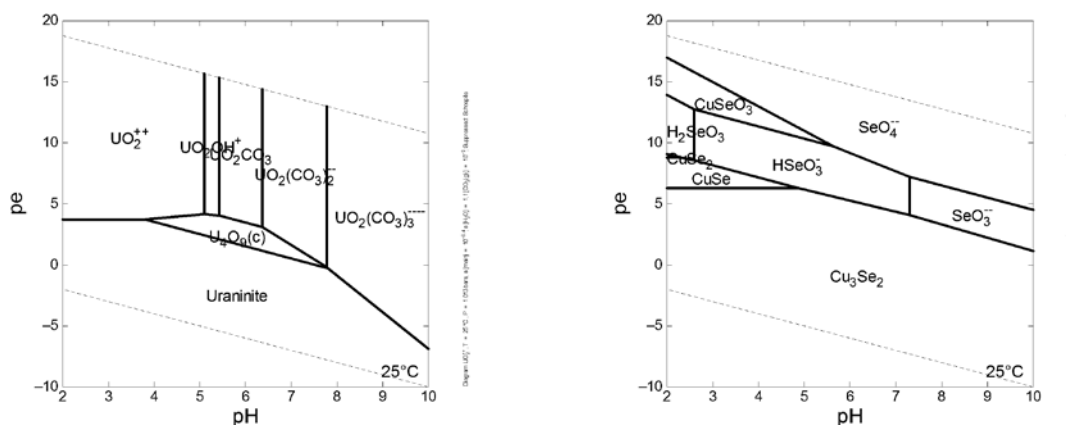 20
15
10
5
0
−5
−10
pe
UO₂⁺⁺
UO₂OH⁺
UO₂CO₃
UO₂(CO₃)₂⁻⁻
UO₂(CO₃)₃⁻⁻⁻⁻
U₄O₉(c)
Uraninite
25°C
2 3 4 5 6 7 8 9 10
pH
20
15
10
5
0
−5
−10
pe
CuSeO₃
SeO₄⁻⁻
H₂SeO₃
CuSe₂
HSeO₃⁻
CuSe
SeO₃⁻⁻
Cu₃Se₂
25°C
2 3 4 5 6 7 8 9 10
pH